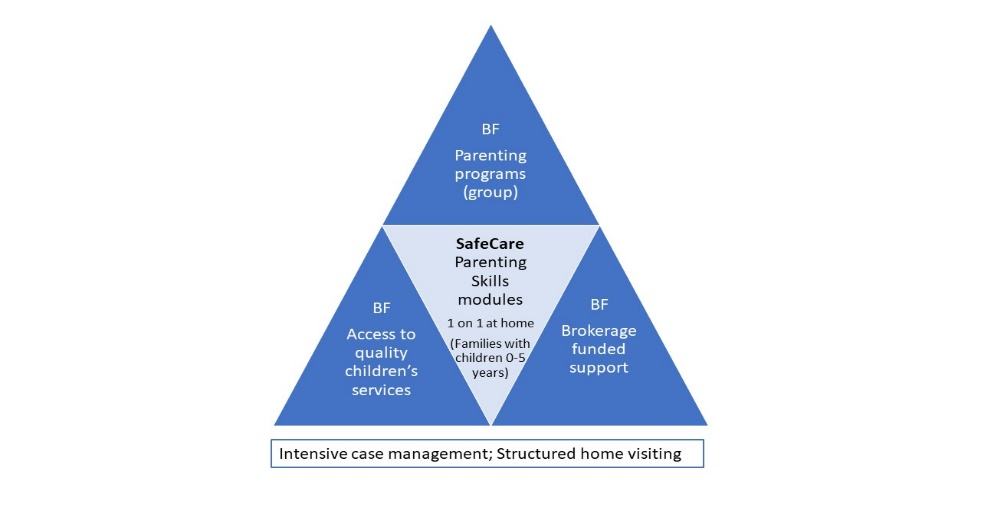 BF
Parenting
programs
(group)
SafeCare
Parenting
Skills
modules
1 on 1 at home
(Families with
children 0-5
years)
BF
Access to
quality
children’s
services
BF
Brokerage
funded
support
Intensive case management; Structured home visiting